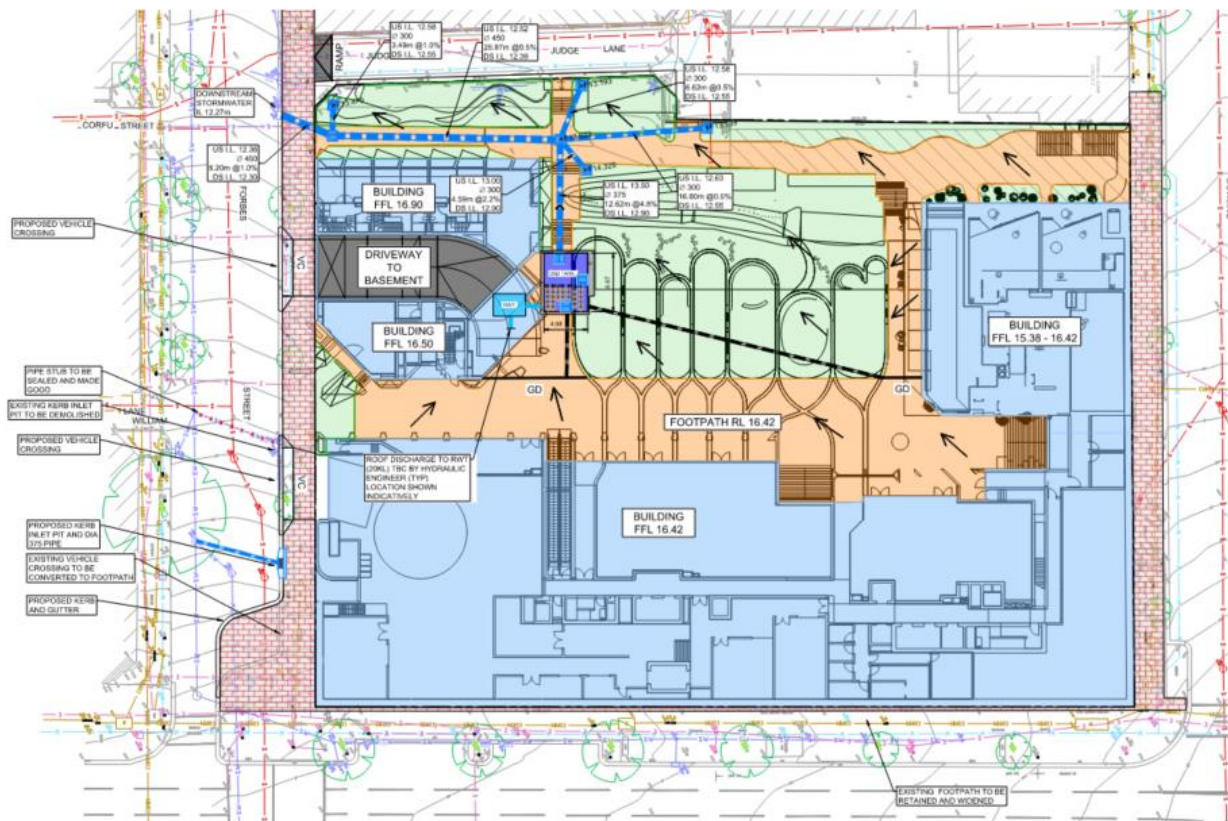 US I.L. 12.58
∅ 300
3.49m @1.0%
DS I.L. 12.55
US I.L. 12.52
∅ 450
25.87m @0.5%
DS I.L. 12.39
JUDGE LANE
RAMP
US I.L. 12.58
∅ 300
6.62m @0.5%
DS I.L. 12.55
DOWNSTREAM
STORMWATER
IL 12.27m
CORFU STREET
US I.L. 12.36
∅ 450
6.20m @1.0%
DS I.L. 12.30
FORBES
STREET
BUILDING
FFL 16.90
US I.L. 13.00
∅ 300
4.59m @2.2%
DS I.L. 12.90
US I.L. 13.50
∅ 375
12.62m @4.8%
DS I.L. 12.90
US I.L. 12.63
∅ 300
16.80m @0.5%
DS I.L. 12.55
PROPOSED VEHICLE
CROSSING
VC
DRIVEWAY
TO
BASEMENT
RWT
BUILDING
FFL 16.50
BUILDING
FFL 15.38 - 16.42
PIPE STUB TO BE
SEALED AND MADE
GOGO
EXISTING KERB INLET
PIT TO BE DEMOLISHED
LANE
WILLIAM
GD
GD
FOOTPATH RL 16.42
PROPOSED VEHICLE
CROSSING
VC
ROOF DISCHARGE TO RWT
(20KL) TBC BY HYDRAULIC
ENGINEER (TYP)
LOCATION SHOWN
INDICATIVELY
BUILDING
FFL 16.42
PROPOSED KERB
INLET PIT AND DIA
375 PIPE
EXISTING VEHICLE
CROSSING TO BE
CONVERTED TO FOOTPATH
PROPOSED KERB
AND GUTTER
EXISTING FOOTPATH TO BE
RETAINED AND WIDENED